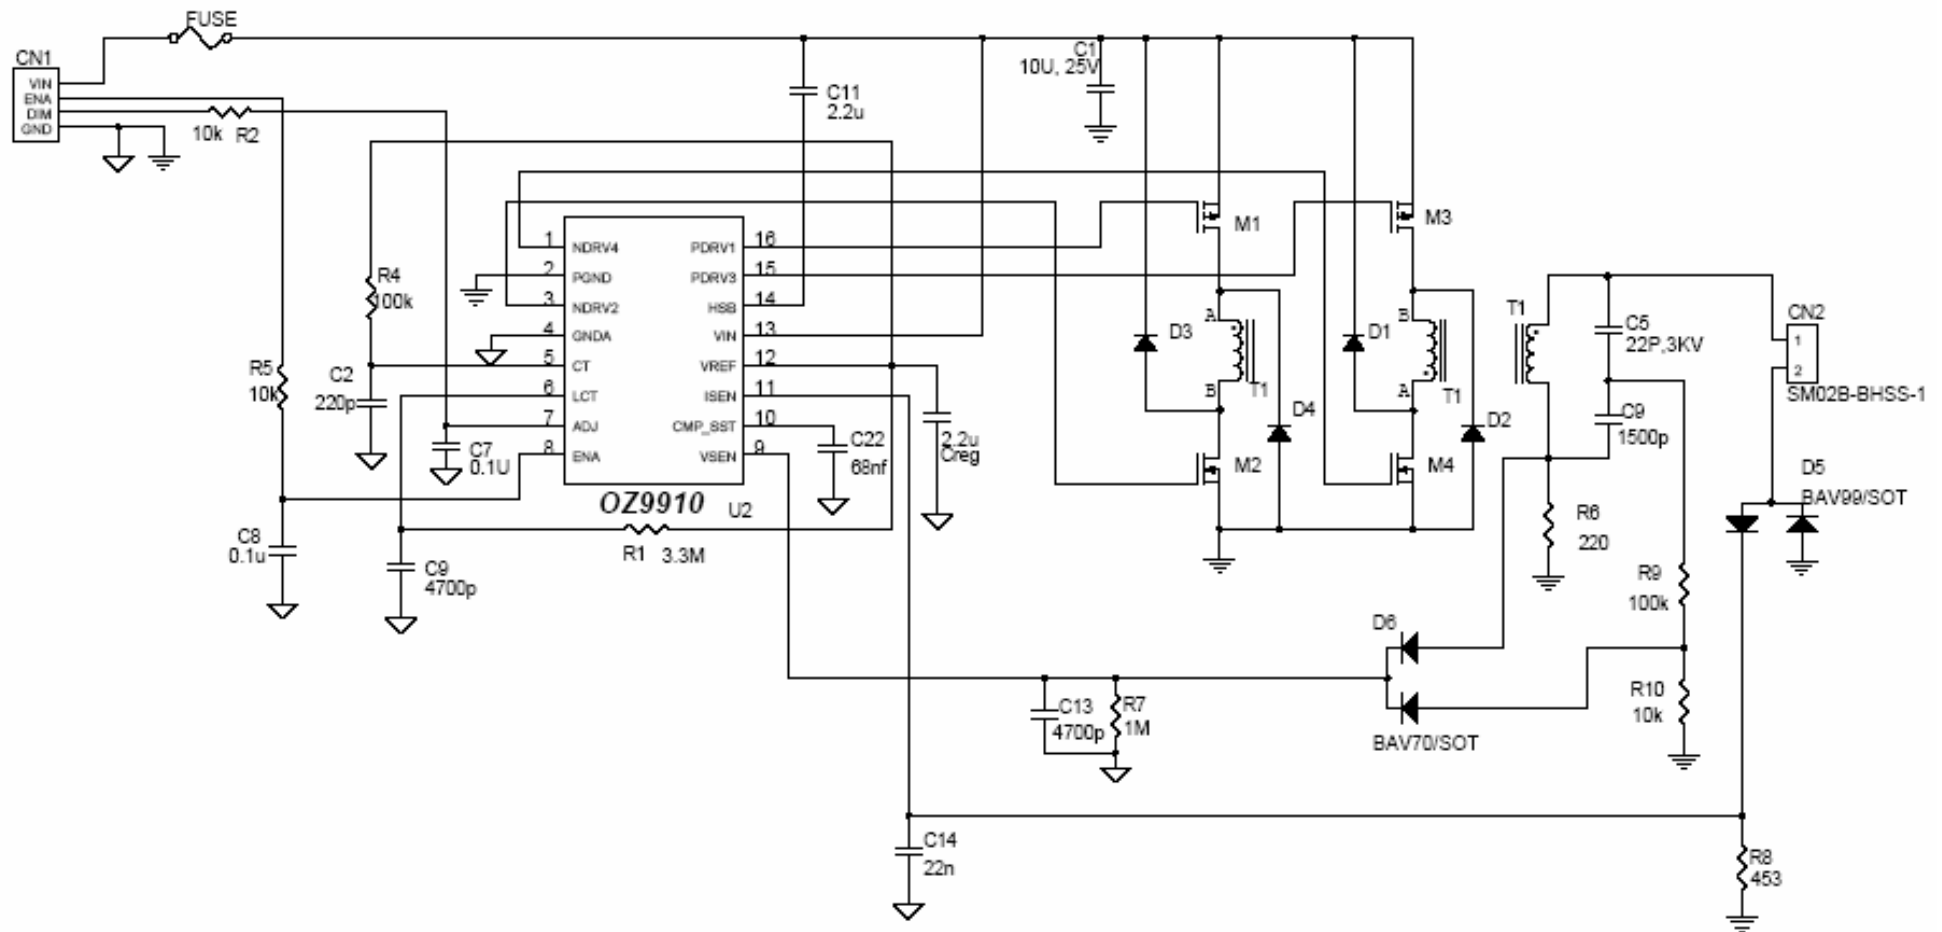 FUSE
CN1
VIN
ENA
DIM
GND
10k R2
C11
2.2u
C1
10U, 25V
R4
100k
R5
10k
C2
220p
C8
0.1u
C7
0.1U
C9
4700p
1 NDRV4
2 PGND
3 NDRV2
4 GNDA
5 CT
6 LCT
7 ADJ
8 ENA
PDRV1 16
PDRV3 15
HSB 14
VIN 13
VREF 12
ISEN 11
CMP_SST 10
VSEN 9
OZ9910
U2
R1 3.3M
C22
68nf
2.2u
Creg
M1
M3
A
D3
B
T1
D4
M2
B
D1
A
T1
D2
M4
T1
C5
22P,3KV
C9
1500p
CN2
1
2
SM02B-BHSS-1
D5
BAV99/SOT
R6
220
R9
100k
R10
10k
D6
BAV70/SOT
C13
4700p
R7
1M
C14
22n
R8
453